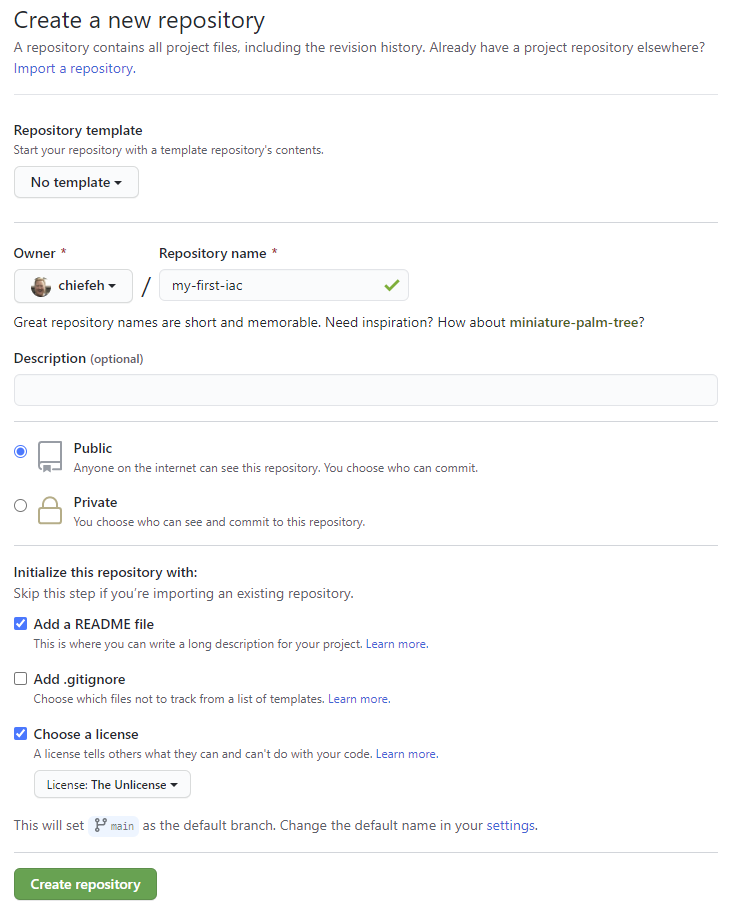 Create a new repository
A repository contains all project files, including the revision history. Already have a project repository elsewhere?
Import a repository.
Repository template
Start your repository with a template repository's contents.
No template
Owner * Repository name *
chiefeh / my-first-iac
Great repository names are short and memorable. Need inspiration? How about miniature-palm-tree?
Description (optional)
Public
Anyone on the internet can see this repository. You choose who can commit.
Private
You choose who can see and commit to this repository.
Initialize this repository with:
Skip this step if you're importing an existing repository.
Add a README file
This is where you can write a long description for your project. Learn more.
Add .gitignore
Choose which files not to track from a list of templates. Learn more.
Choose a license
A license tells others what they can and can't do with your code. Learn more.
License: The Unlicense
This will set main as the default branch. Change the default name in your settings.
Create repository